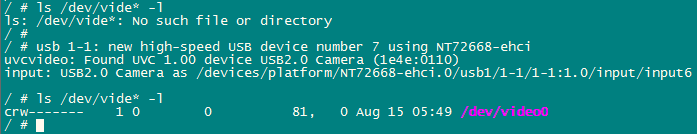 / # ls /dev/vide* -l
ls: /dev/vide*: No such file or directory
/ #
/ # usb 1-1: new high-speed USB device number 7 using NT72668-ehci
uvcvideo: Found UVC 1.00 device USB2.0 Camera (1e4e:0110)
input: USB2.0 Camera as /devices/platform/NT72668-ehci.0/usb1/1-1/1-1:1.0/input/input6
/ # ls /dev/vide* -l
crw------- 1 0 0 81, 0 Aug 15 05:49 /dev/video0
/ #